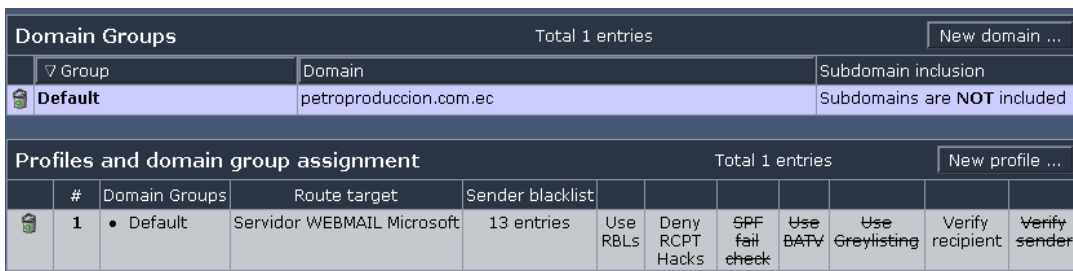 Domain Groups Total 1 entries New domain ...
▽ Group Domain Subdomain inclusion
Default petroproduccion.com.ec Subdomains are NOT included
Profiles and domain group assignment Total 1 entries New profile ...
# Domain Groups Route target Sender blacklist
1 • Default Servidor WEBMAIL Microsoft 13 entries Use RBLs Deny RCPT Hacks SPF fail check Use BATV Use Greylisting Verify recipient Verify sender